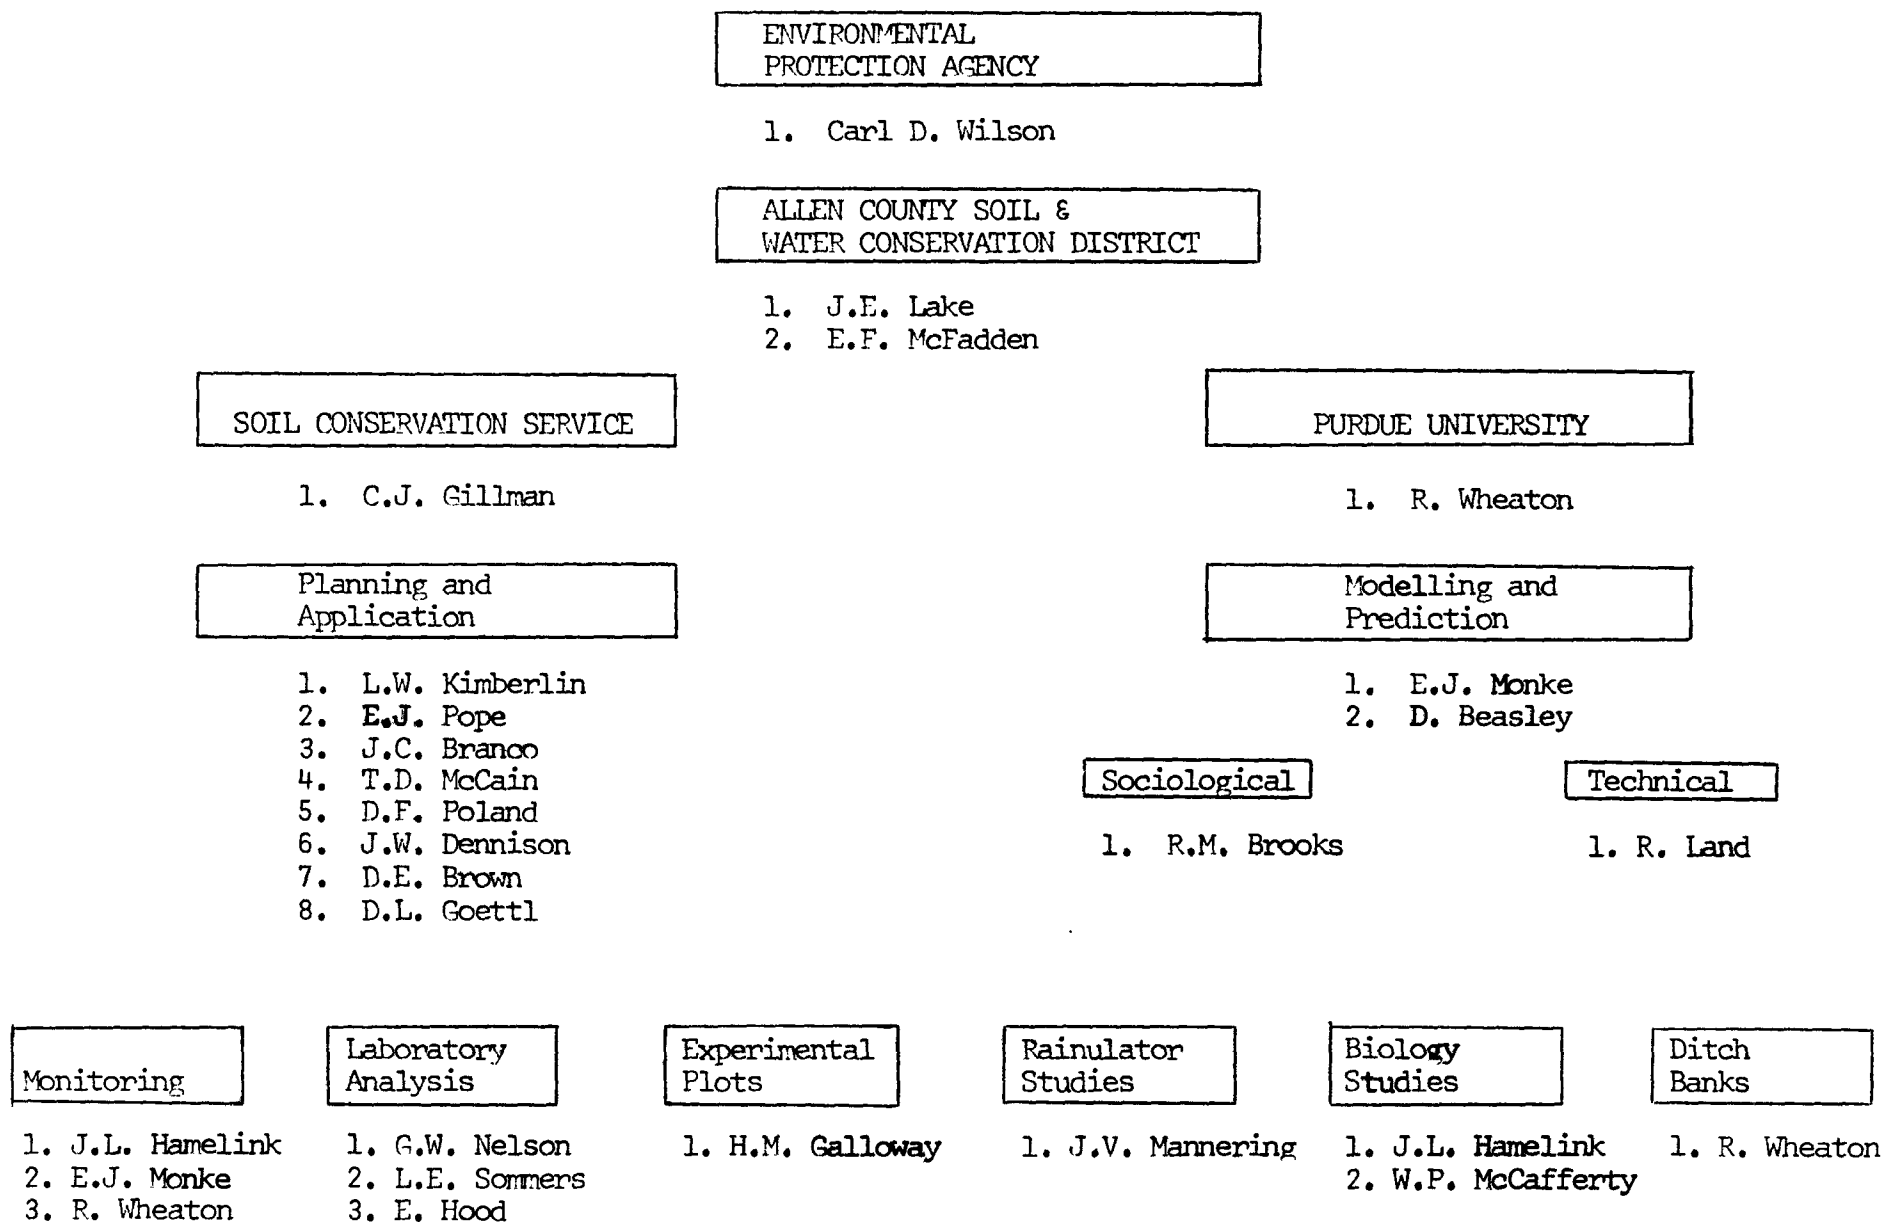 ENVIRONMENTAL
PROTECTION AGENCY
1. Carl D. Wilson
ALLEN COUNTY SOIL &
WATER CONSERVATION DISTRICT
1. J.E. Lake
2. E.F. McFadden
SOIL CONSERVATION SERVICE
1. C.J. Gillman
Planning and
Application
1. L.W. Kimberlin
2. E.J. Pope
3. J.C. Branco
4. T.D. McCain
5. D.F. Poland
6. J.W. Dennison
7. D.E. Brown
8. D.L. Goettl
PURDUE UNIVERSITY
1. R. Wheaton
Modelling and
Prediction
1. E.J. Monke
2. D. Beasley
Sociological
1. R.M. Brooks
Technical
1. R. Land
Monitoring
1. J.L. Hamelink
2. E.J. Monke
3. R. Wheaton
Laboratory
Analysis
1. G.W. Nelson
2. L.E. Sommers
3. E. Hood
Experimental
Plots
1. H.M. Galloway
Rainulator
Studies
1. J.V. Mannering
Biology
Studies
1. J.L. Hamelink
2. W.P. McCafferty
Ditch
Banks
1. R. Wheaton